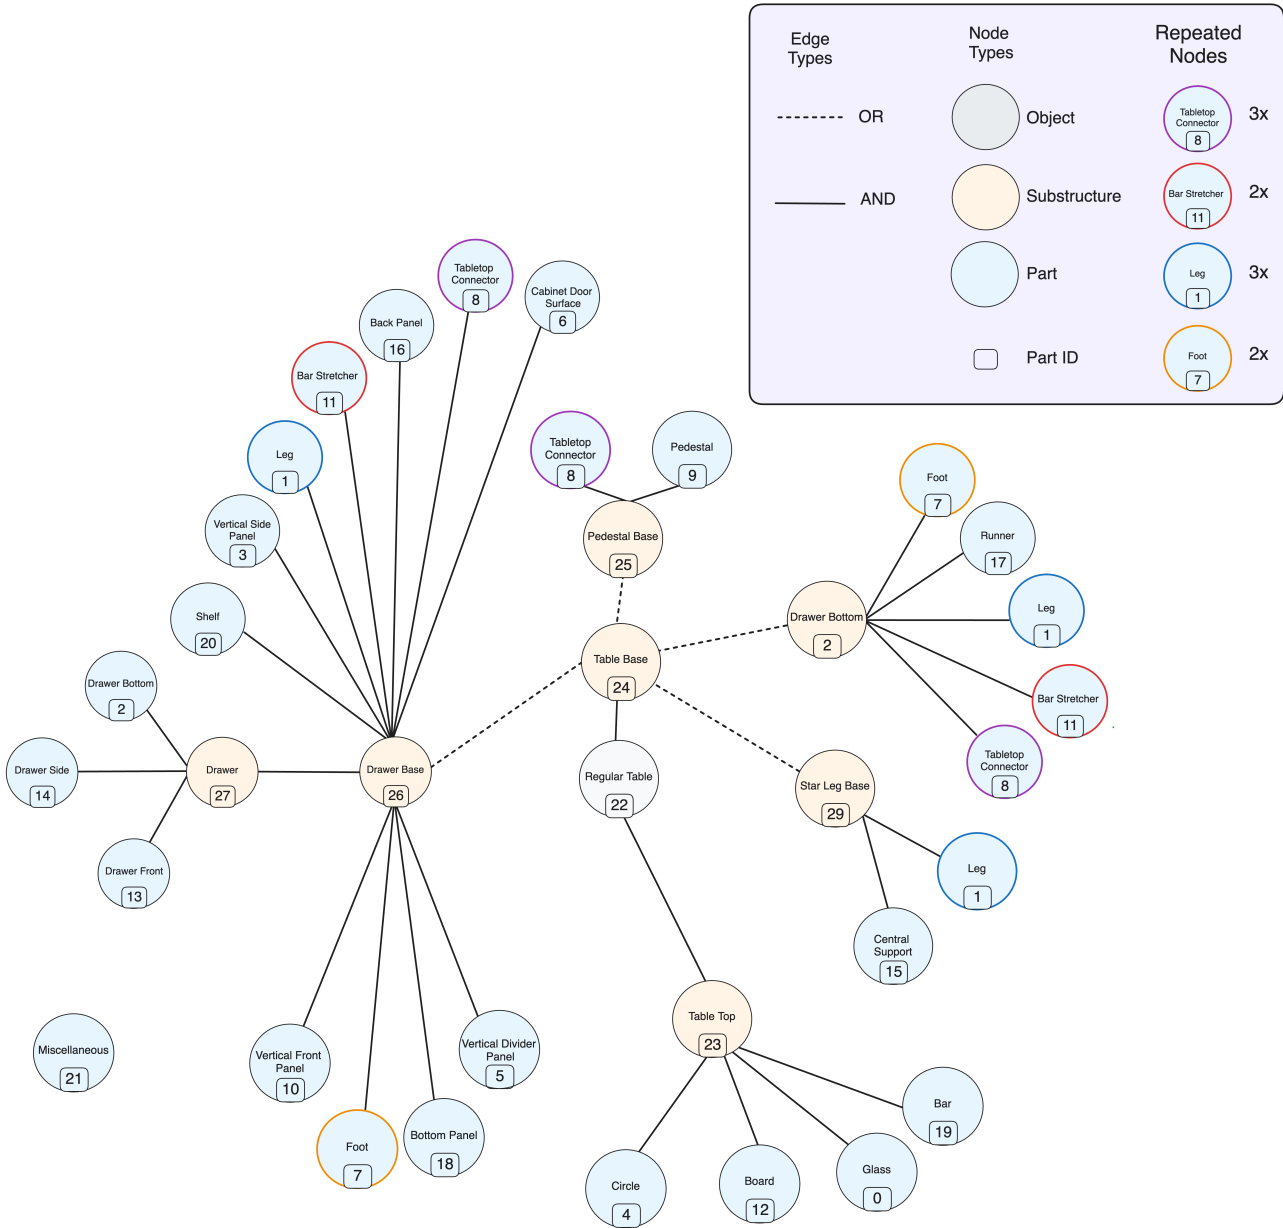 Edge
Types
Node
Types
Repeated
Nodes
OR
Object
Tabletop
Connector
8
3x
AND
Substructure
Bar Stretcher
11
2x
Part
Leg
1
3x
Part ID
Foot
7
2x
Tabletop
Connector
8
Cabinet Door
Surface
6
Back Panel
16
Bar Stretcher
11
Leg
1
Vertical Side
Panel
3
Shelf
20
Drawer Bottom
2
Drawer Side
14
Drawer
27
Drawer Base
26
Drawer Front
13
Tabletop
Connector
8
Pedestal
9
Pedestal Base
25
Table Base
24
Regular Table
22
Foot
7
Runner
17
Drawer Bottom
2
Leg
1
Bar Stretcher
11
Tabletop
Connector
8
Star Leg Base
29
Leg
1
Central
Support
15
Table Top
23
Miscellaneous
21
Vertical Front
Panel
10
Vertical Divider
Panel
5
Foot
7
Bottom Panel
18
Circle
4
Board
12
Glass
0
Bar
19